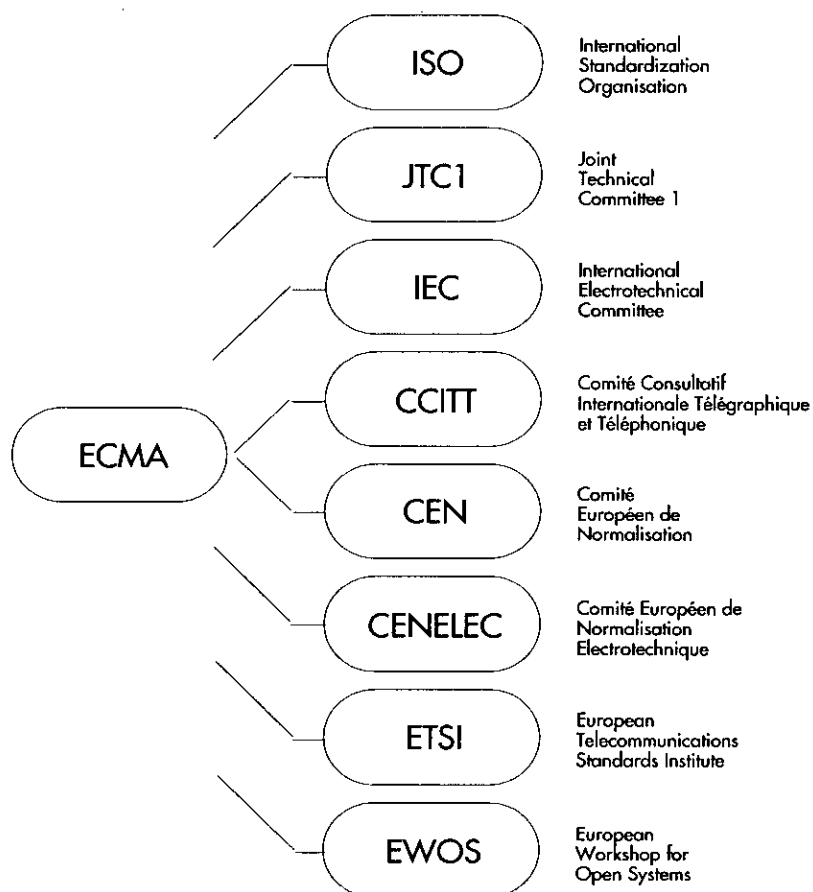 ISO
International
Standardization
Organisation
JTC1
Joint
Technical
Committee 1
IEC
International
Electrotechnical
Committee
CCITT
Comité Consultatif
Internationale Télégraphique
et Téléphonique
ECMA
CEN
Comité
Européen de
Normalisation
CENELEC
Comité Européen de
Normalisation
Electrotechnique
ETSI
European
Telecommunications
Standards Institute
EWOS
European
Workshop for
Open Systems